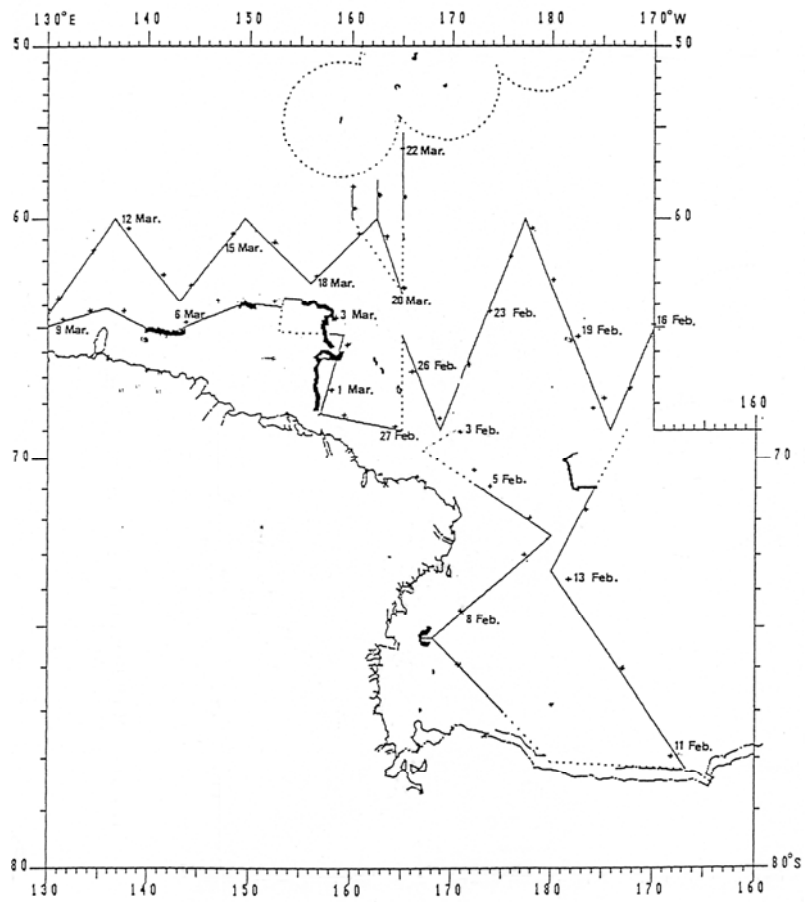 130°E 140 150 160 170 180 170°W
50 50
22 Mar.
60 60
12 Mar.
15 Mar.
18 Mar.
20 Mar.
6 Mar.
3 Mar.
9 Mar.
23 Feb.
19 Feb.
16 Feb.
26 Feb.
1 Mar.
27 Feb.
3 Feb.
160
70 70
5 Feb.
13 Feb.
8 Feb.
11 Feb.
80 80°S
130 140 150 160 170 180 170 160